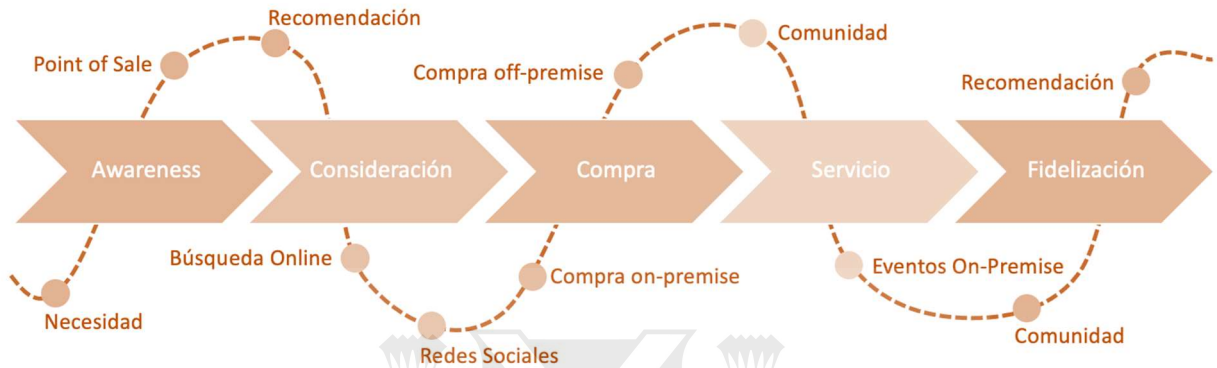 Recomendación
Comunidad
Point of Sale
Compra off-premise
Recomendación
Awareness
Consideración
Compra
Servicio
Fidelización
Búsqueda Online
Compra on-premise
Eventos On-Premise
Necesidad
Comunidad
Redes Sociales